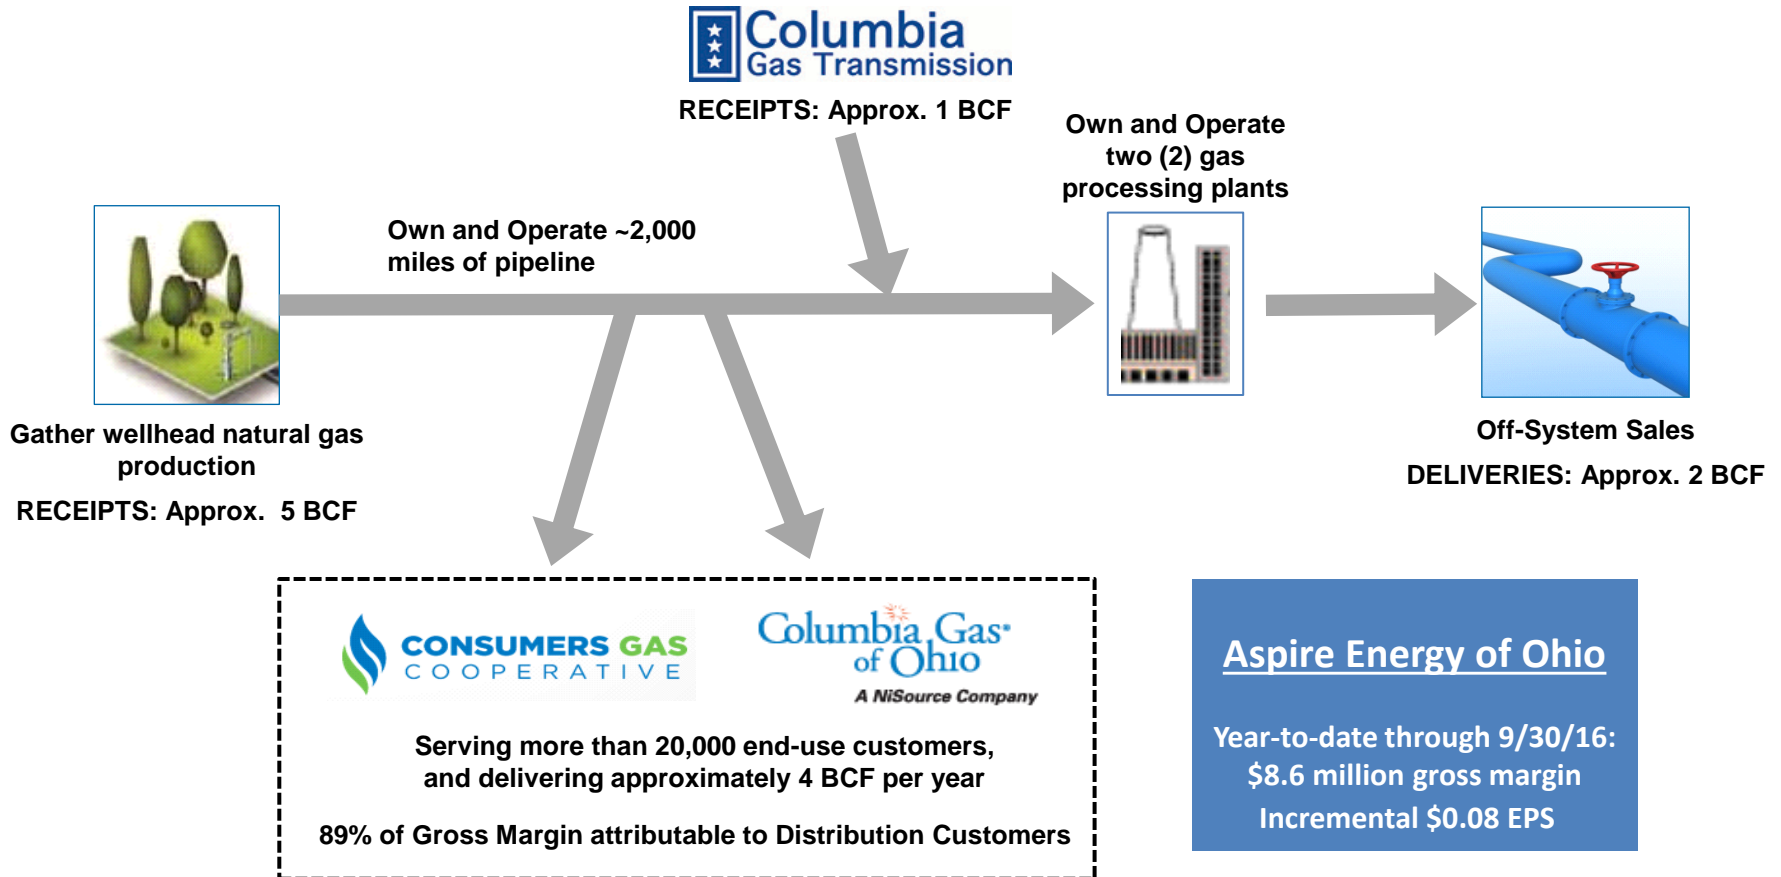 Columbia
Gas Transmission
RECEIPTS: Approx. 1 BCF
Own and Operate
two (2) gas
processing plants
Own and Operate ~2,000
miles of pipeline
Gather wellhead natural gas
production
RECEIPTS: Approx. 5 BCF
Off-System Sales
DELIVERIES: Approx. 2 BCF
CONSUMERS GAS
COOPERATIVE
Columbia Gas®
of Ohio
A NiSource Company
Serving more than 20,000 end-use customers,
and delivering approximately 4 BCF per year
89% of Gross Margin attributable to Distribution Customers
Aspire Energy of Ohio
Year-to-date through 9/30/16:
$8.6 million gross margin
Incremental $0.08 EPS